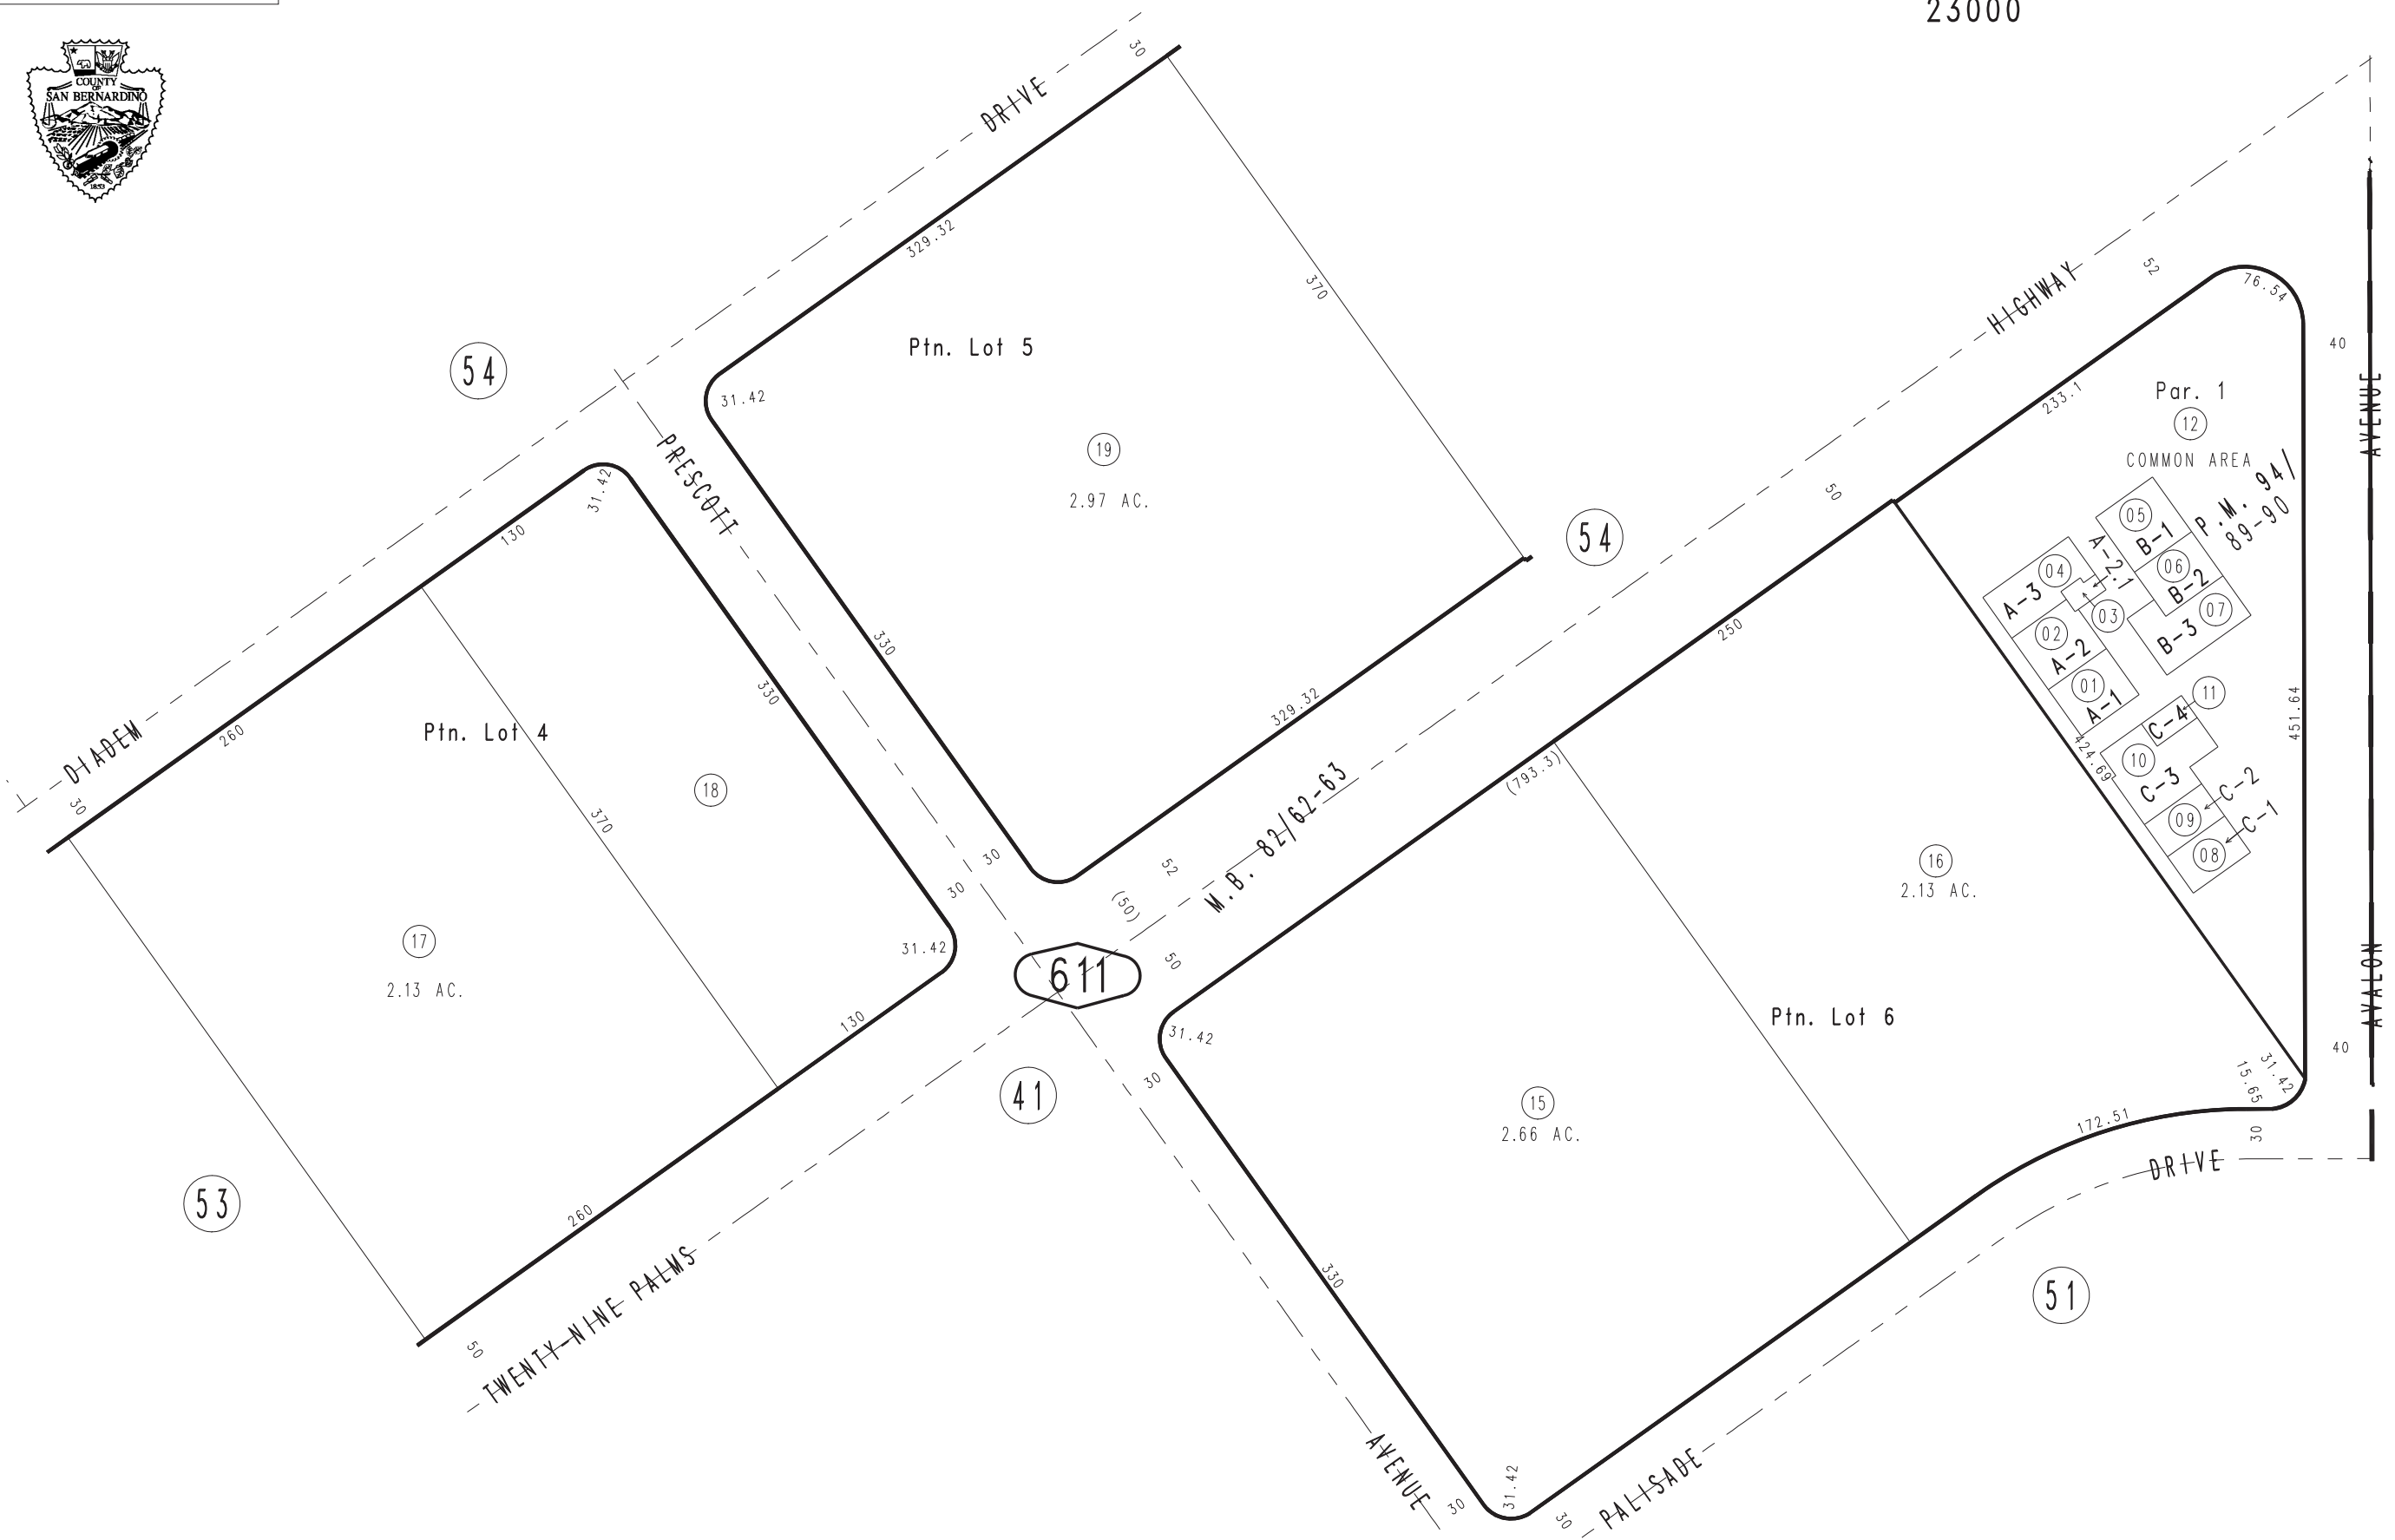 23000
COUNTY
OF
SAN BERNARDINO
1853
DRIVE
30
329.32
370
Ptn. Lot 5
31.42
19
2.97 AC.
54
PRESCOTT
31.42
130
330
330
329.32
HIGHWAY
52
76.54
40
AVENUE
233.1
Par. 1
12
COMMON AREA
P.M. 94/
89-90
50
54
05
B-1
06
B-2
07
B-3
A-2.1
04
A-3
03
02
A-2
01
A-1
11
C-4
10
C-3
C-2
09
C-1
08
424.69
451.64
250
(793.3)
M.B. 82/62-63
DIADEM
30
260
Ptn. Lot 4
370
18
30
30
52
(50)
50
16
2.13 AC.
17
2.13 AC.
31.42
130
611
31.42
30
Ptn. Lot 6
AVALON
40
31.42
15.65
172.51
30
DRIVE
41
15
2.66 AC.
53
260
50
TWENTY-NINE PALMS
330
51
AVENUE
30
31.42
30
PALISADE